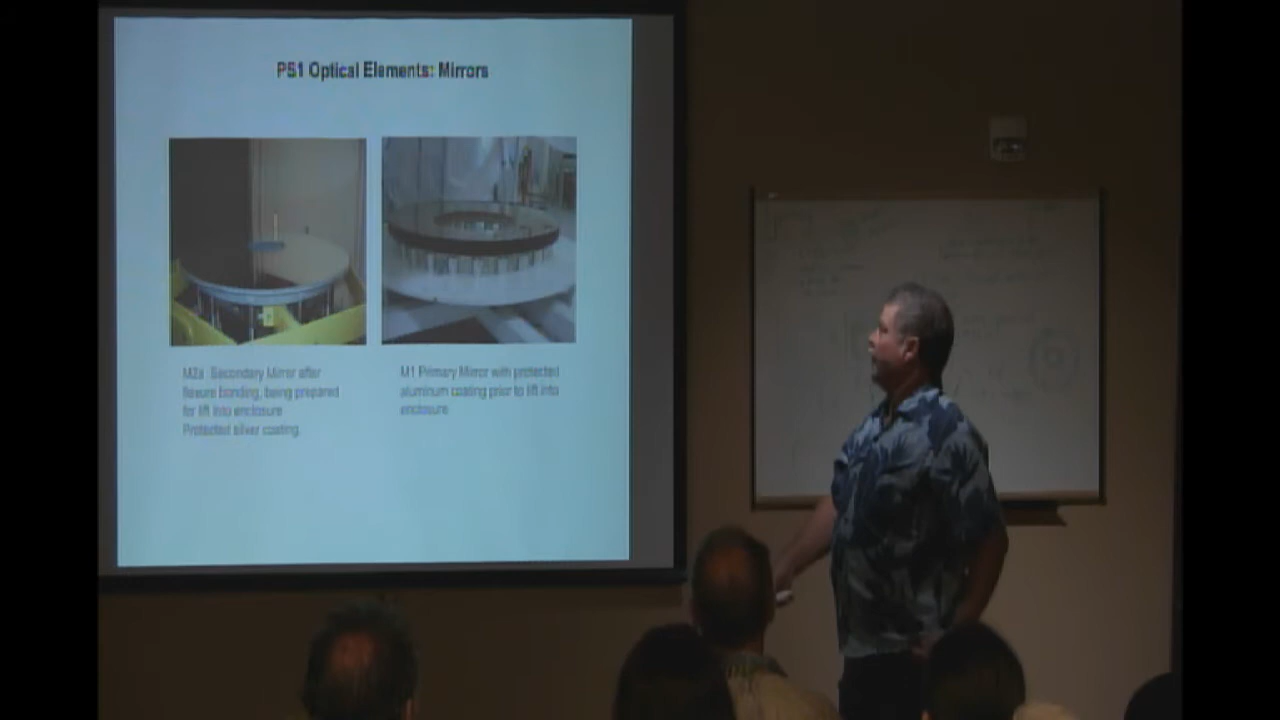 PS1 Optical Elements: Mirrors
M2a Secondary Mirror after
flexure bonding, being prepared
for lift into enclosure
Protected silver coating.
M1 Primary Mirror with protected
aluminum coating prior to lift into
enclosure